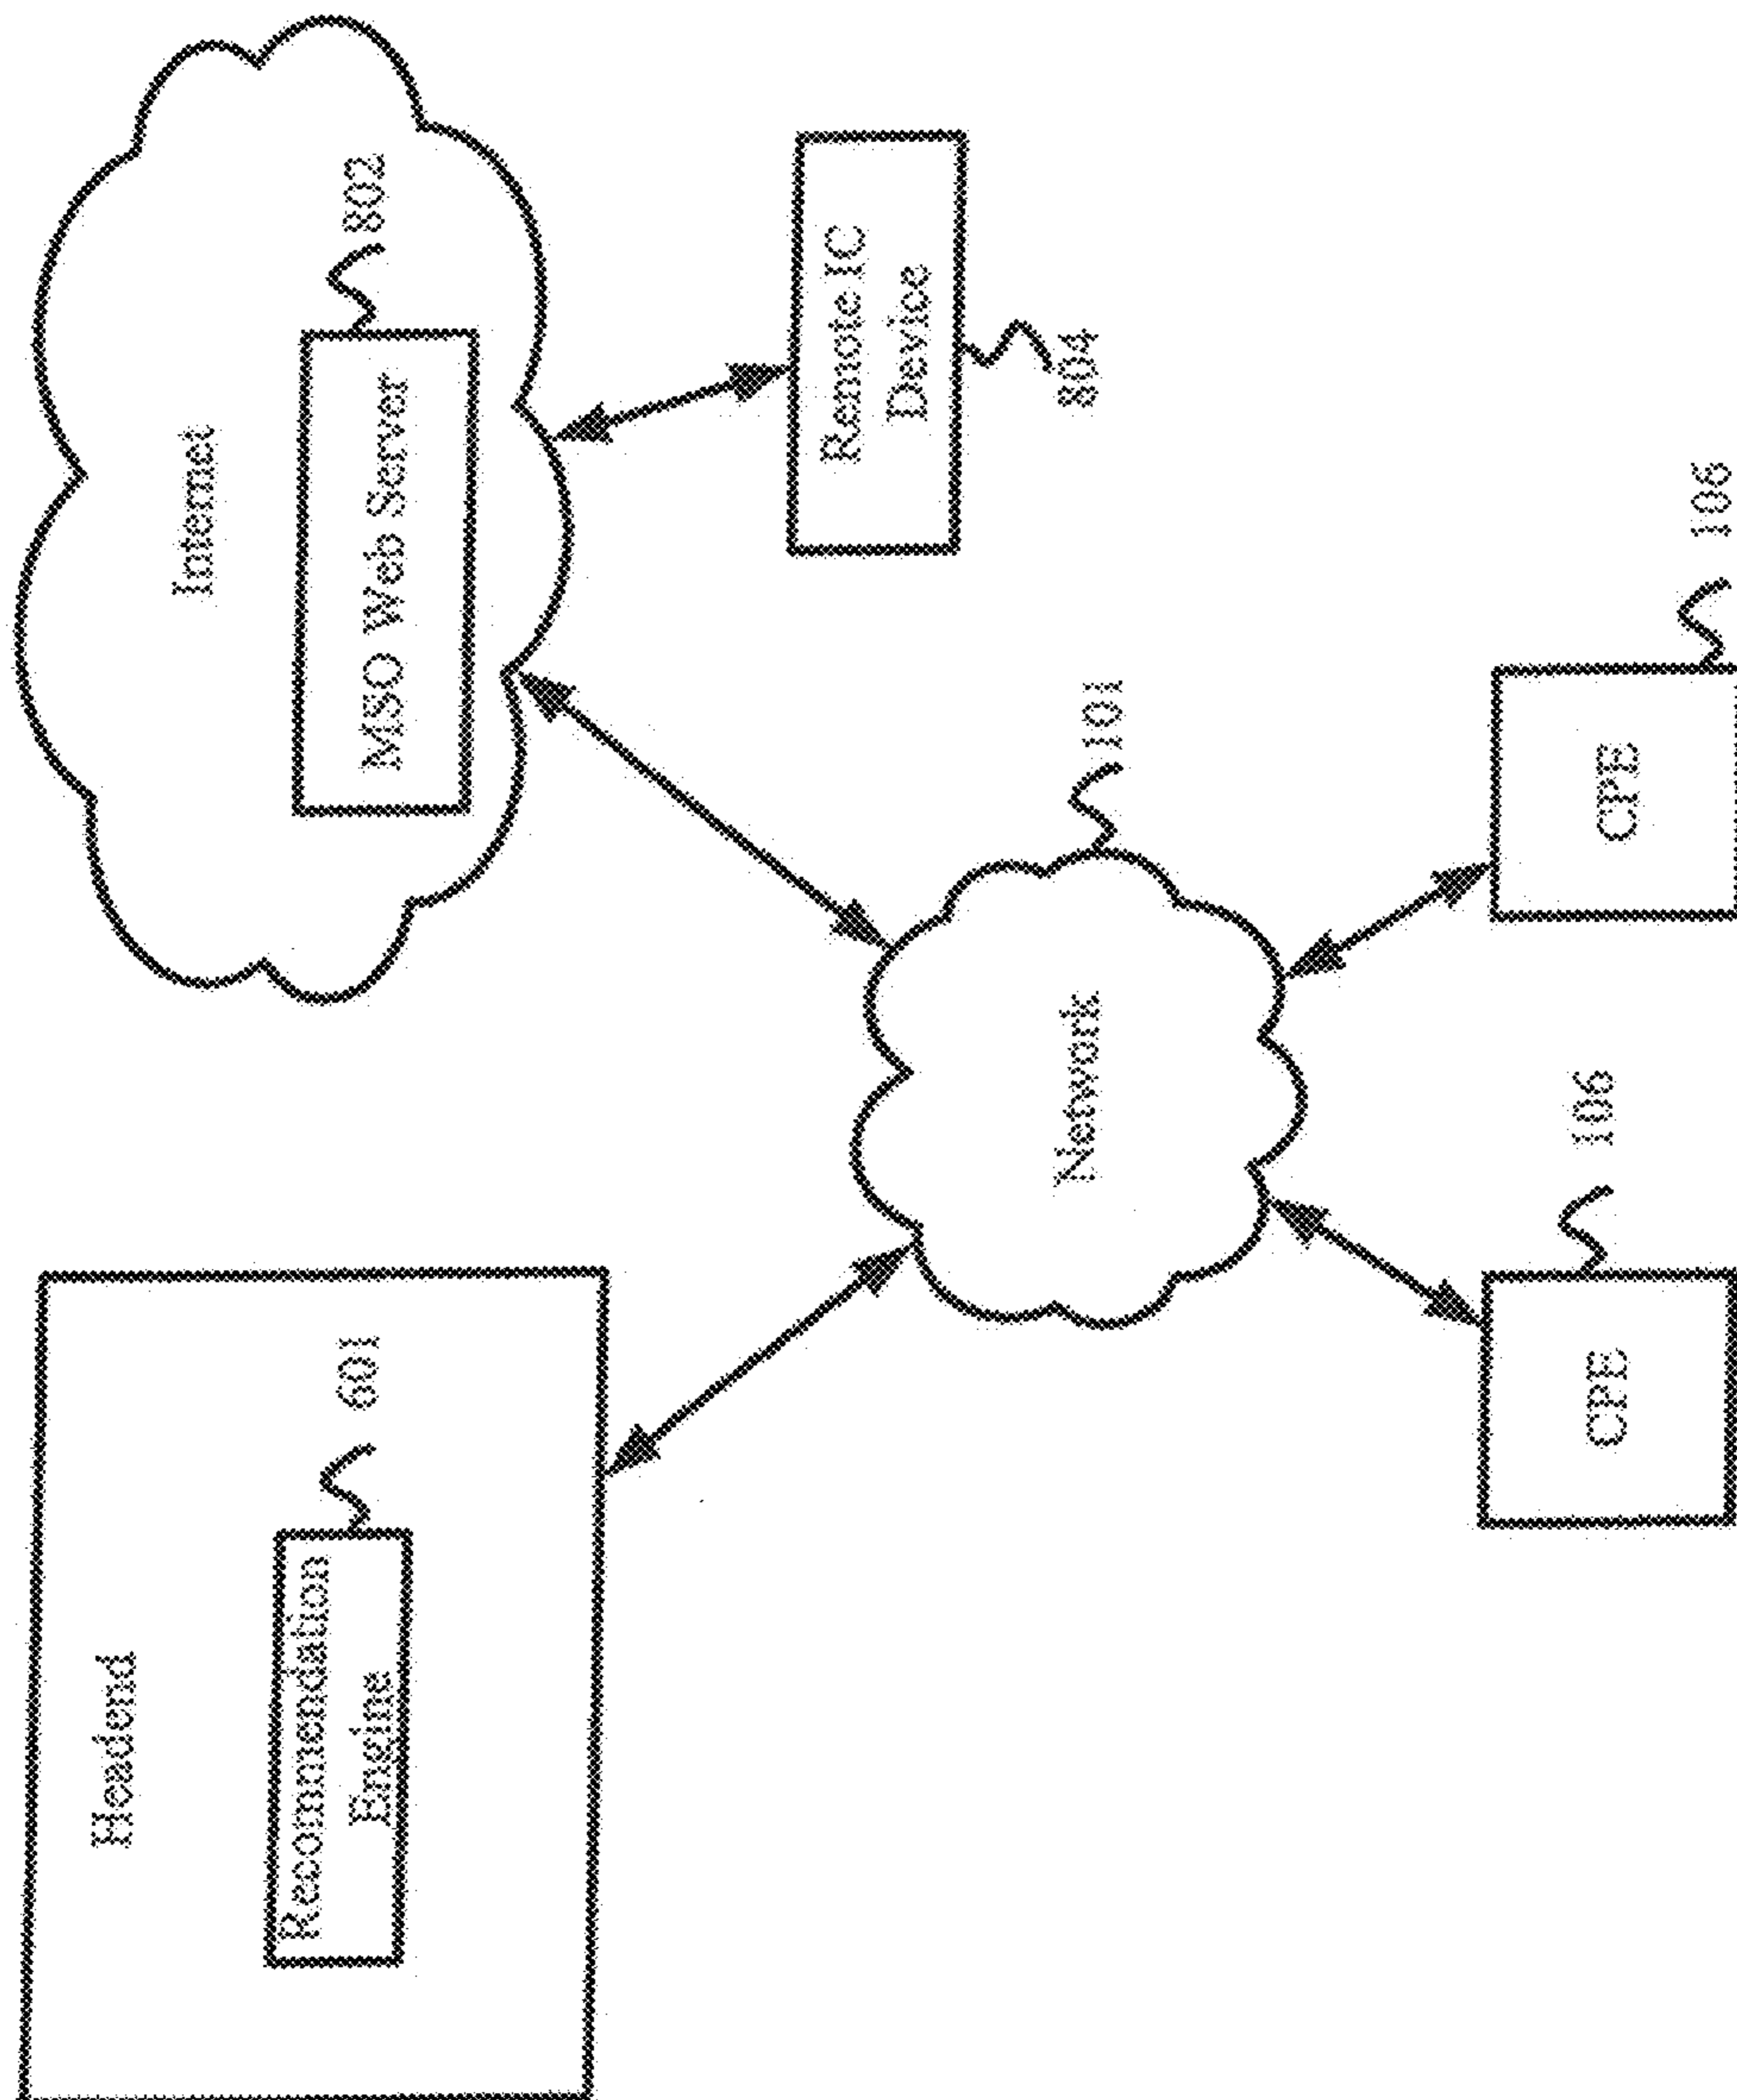 Headend
Recommendation
Engine
601
Internet
MSO Web Server
802
Remote IC
Device
804
Network
101
CPE
106
CPE
106